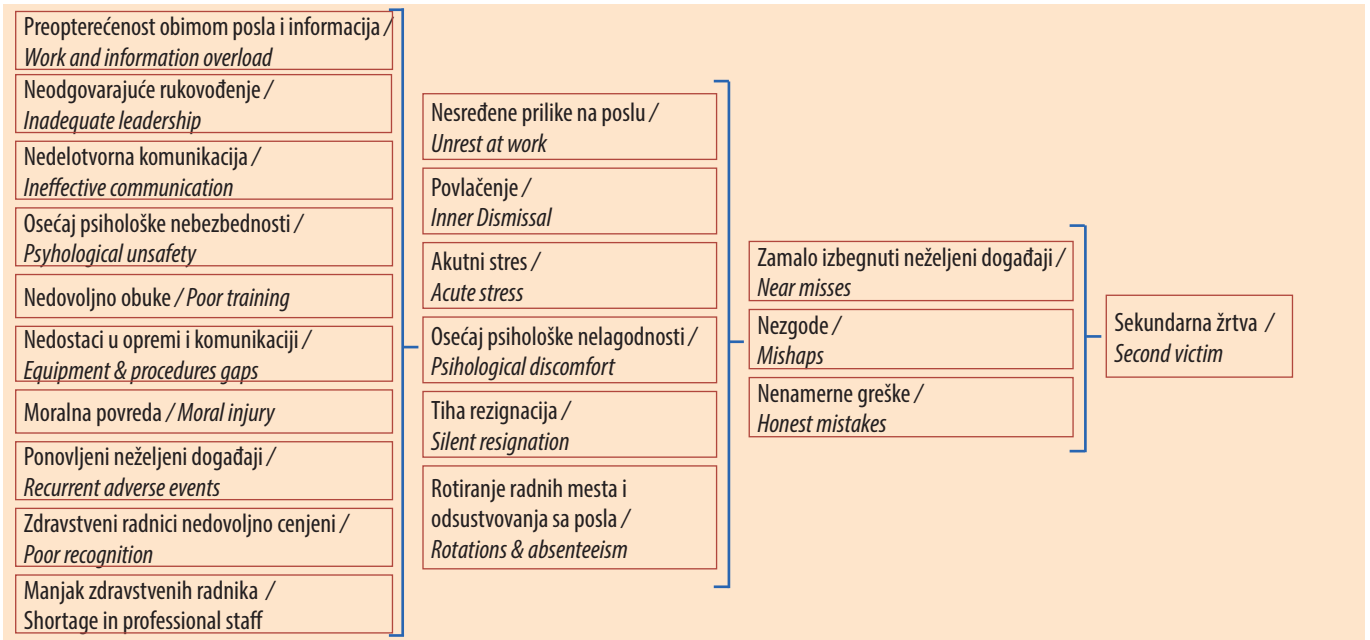 Preopterećenost obimom posla i informacija /
Work and information overload
Neodgovarajuće rukovođenje /
Inadequate leadership
Nedelotvorna komunikacija /
Ineffective communication
Osećaj psihološke nebezbednosti /
Psyhological unsafety
Nedovoljno obuke / Poor training
Nedostaci u opremi i komunikaciji /
Equipment & procedures gaps
Moralna povreda / Moral injury
Ponovljeni neželjeni događaji /
Recurrent adverse events
Zdravstveni radnici nedovoljno cenjeni /
Poor recognition
Manjak zdravstvenih radnika /
Shortage in professional staff
Nesređene prilike na poslu /
Unrest at work
Povlačenje /
Inner Dismissal
Akutni stres /
Acute stress
Osećaj psihološke nelagodnosti /
Psihological discomfort
Tiha rezignacija /
Silent resignation
Rotiranje radnih mesta i
odsustvovanja sa posla /
Rotations & absenteeism
Zamalo izbegnuti neželjeni događaji /
Near misses
Nezgode /
Mishaps
Nenamerne greške /
Honest mistakes
Sekundarna žrtva /
Second victim